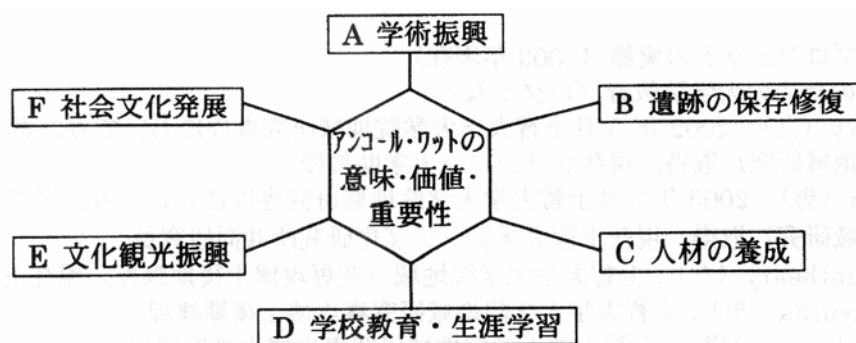 A 学術振興
F 社会文化発展
B 遺跡の保存修復
アンコール・ワットの
意味・価値・
重要性
E 文化観光振興
C 人材の養成
D 学校教育・生涯学習